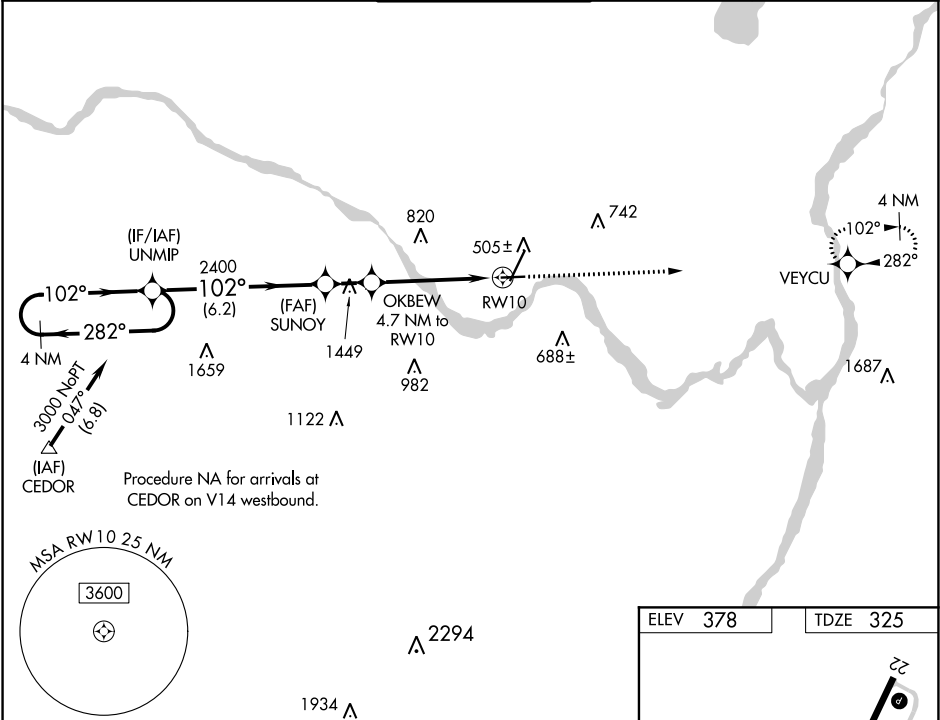 4 NM
742
820
102°
(IF/IAF)
UNMIP
505±
282°
VEYCU
2400
102°
(6.2)
102°
RW10
(FAF)
SUNOY
OKBEW
4.7 NM to
RW10
282°
4 NM
1449
688±
1659
982
1687
3000 NoPT
047°
(6.8)
1122
(IAF)
CEDOR
Procedure NA for arrivals at
CEDOR on V14 westbound.
MSA RW10 25 NM
3600
ELEV 378
TDZE 325
2294
22
P
1934